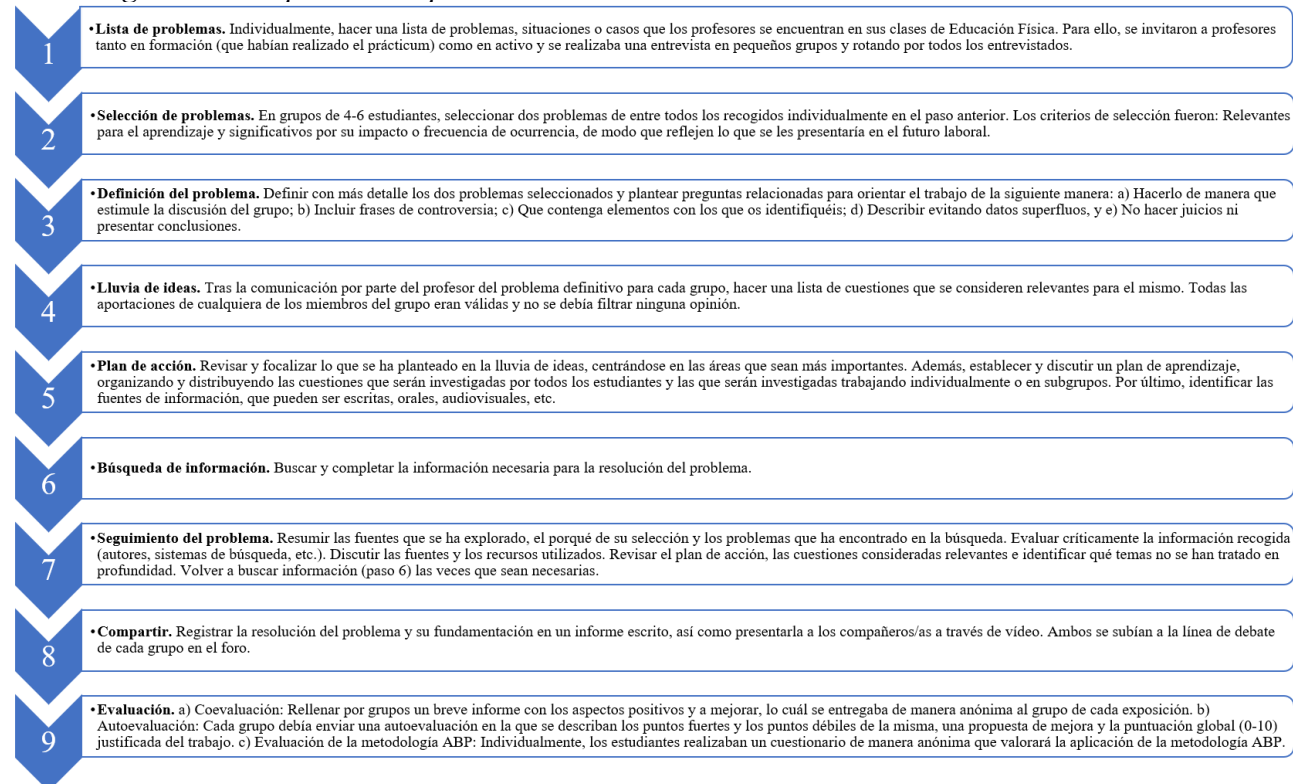 1
•Lista de problemas. Individualmente, hacer una lista de problemas, situaciones o casos que los profesores se encuentran en sus clases de Educación Física. Para ello, se invitaron a profesores
tanto en formación (que habían realizado el prácticum) como en activo y se realizaba una entrevista en pequeños grupos y rotando por todos los entrevistados.
2
•Selección de problemas. En grupos de 4-6 estudiantes, seleccionar dos problemas de entre todos los recogidos individualmente en el paso anterior. Los criterios de selección fueron: Relevantes
para el aprendizaje y significativos por su impacto o frecuencia de ocurrencia, de modo que reflejen lo que se les presentaría en el futuro laboral.
3
•Definición del problema. Definir con más detalle los dos problemas seleccionados y plantear preguntas relacionadas para orientar el trabajo de la siguiente manera: a) Hacerlo de manera que
estimule la discusión del grupo; b) Incluir frases de controversia; c) Que contenga elementos con los que os identifiquéis; d) Describir evitando datos superfluos, y e) No hacer juicios ni
presentar conclusiones.
4
•Lluvia de ideas. Tras la comunicación por parte del profesor del problema definitivo para cada grupo, hacer una lista de cuestiones que se consideren relevantes para el mismo. Todas las
aportaciones de cualquiera de los miembros del grupo eran válidas y no se debía filtrar ninguna opinión.
5
•Plan de acción. Revisar y focalizar lo que se ha planteado en la lluvia de ideas, centrándose en las áreas que sean más importantes. Además, establecer y discutir un plan de aprendizaje,
organizando y distribuyendo las cuestiones que serán investigadas por todos los estudiantes y las que serán investigadas trabajando individualmente o en subgrupos. Por último, identificar las
fuentes de información, que pueden ser escritas, orales, audiovisuales, etc.
6
•Búsqueda de información. Buscar y completar la información necesaria para la resolución del problema.
7
•Seguimiento del problema. Resumir las fuentes que se ha explorado, el porqué de su selección y los problemas que ha encontrado en la búsqueda. Evaluar críticamente la información recogida
(autores, sistemas de búsqueda, etc.). Discutir las fuentes y los recursos utilizados. Revisar el plan de acción, las cuestiones consideradas relevantes e identificar qué temas no se han tratado en
profundidad. Volver a buscar información (paso 6) las veces que sean necesarias.
8
•Compartir. Registrar la resolución del problema y su fundamentación en un informe escrito, así como presentarla a los compañeros/as a través de vídeo. Ambos se subían a la línea de debate
de cada grupo en el foro.
9
•Evaluación. a) Coevaluación: Rellenar por grupos un breve informe con los aspectos positivos y a mejorar, lo cuál se entregaba de manera anónima al grupo de cada exposición. b)
Autoevaluación: Cada grupo debía enviar una autoevaluación en la que se describan los puntos fuertes y los puntos débiles de la misma, una propuesta de mejora y la puntuación global (0-10)
justificada del trabajo. c) Evaluación de la metodología ABP: Individualmente, los estudiantes realizaban un cuestionario de manera anónima que valorará la aplicación de la metodología ABP.